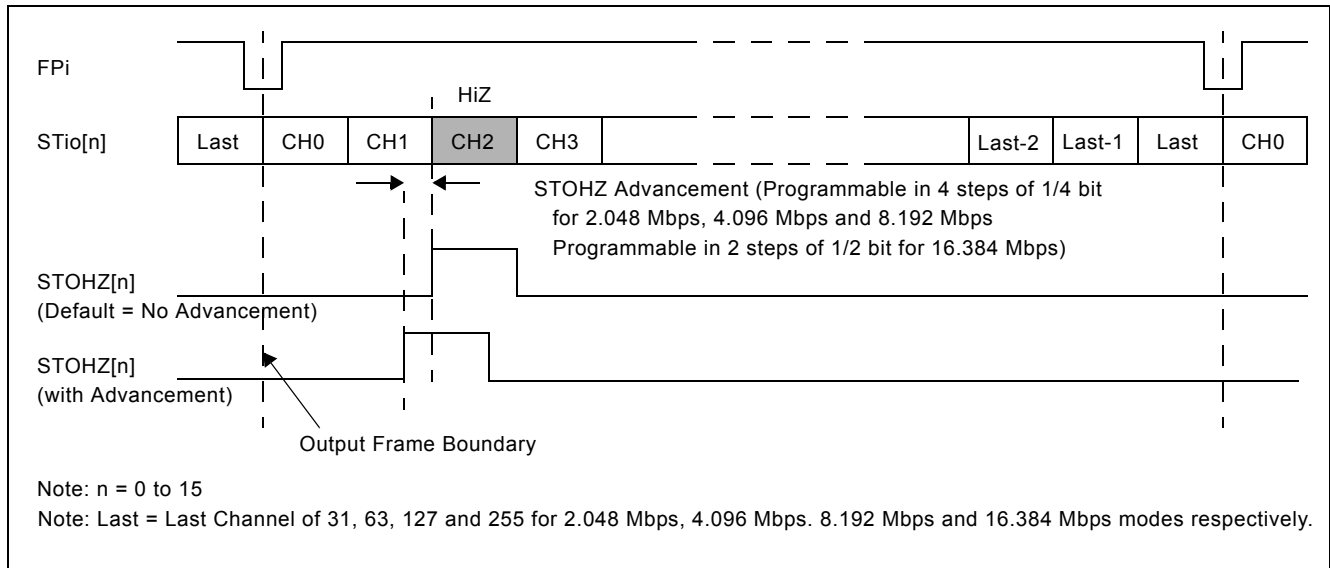 FPi
HiZ
STio[n]
Last
CH0
CH1
CH2
CH3
Last-2
Last-1
Last
CH0
STOHZ Advancement (Programmable in 4 steps of 1/4 bit
for 2.048 Mbps, 4.096 Mbps and 8.192 Mbps
Programmable in 2 steps of 1/2 bit for 16.384 Mbps)
STOHZ[n]
(Default = No Advancement)
STOHZ[n]
(with Advancement)
Output Frame Boundary
Note: n = 0 to 15
Note: Last = Last Channel of 31, 63, 127 and 255 for 2.048 Mbps, 4.096 Mbps. 8.192 Mbps and 16.384 Mbps modes respectively.